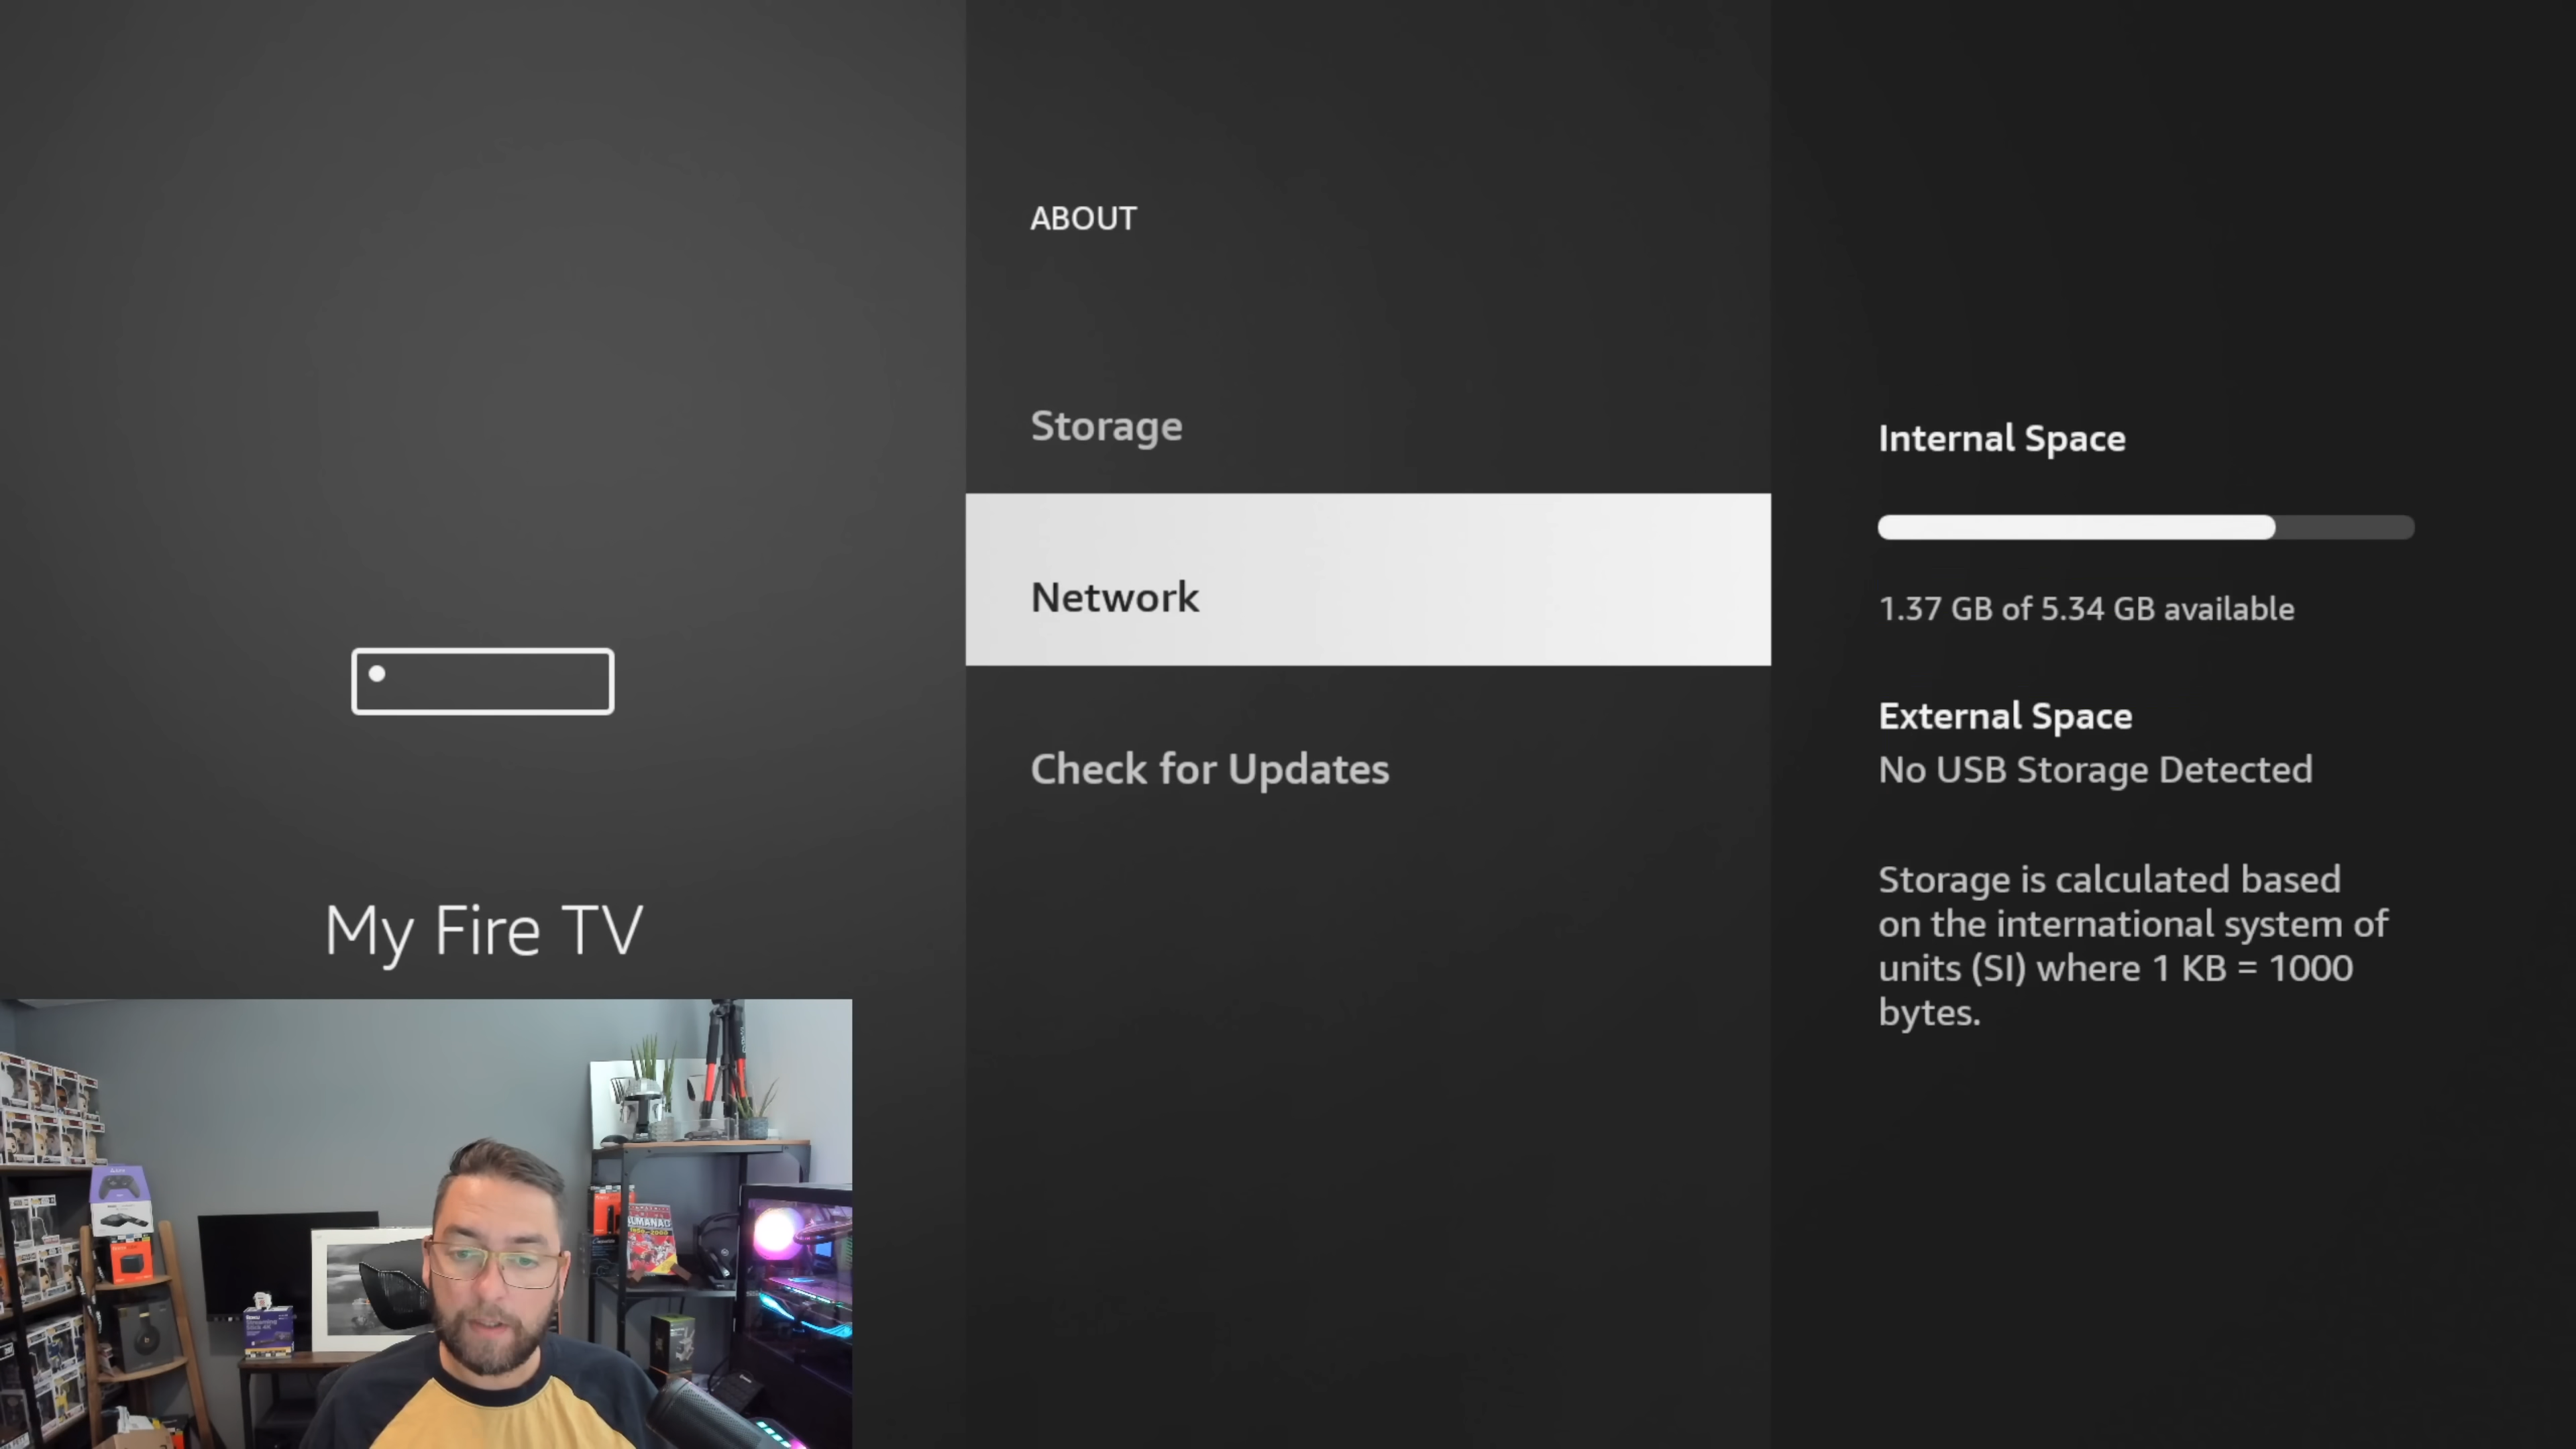 ABOUT
Storage
Network
Check for Updates
My Fire TV
Internal Space
1.37 GB of 5.34 GB available
External Space
No USB Storage Detected
Storage is calculated based
on the international system of
units (SI) where 1 KB = 1000
bytes.
ALMANAC